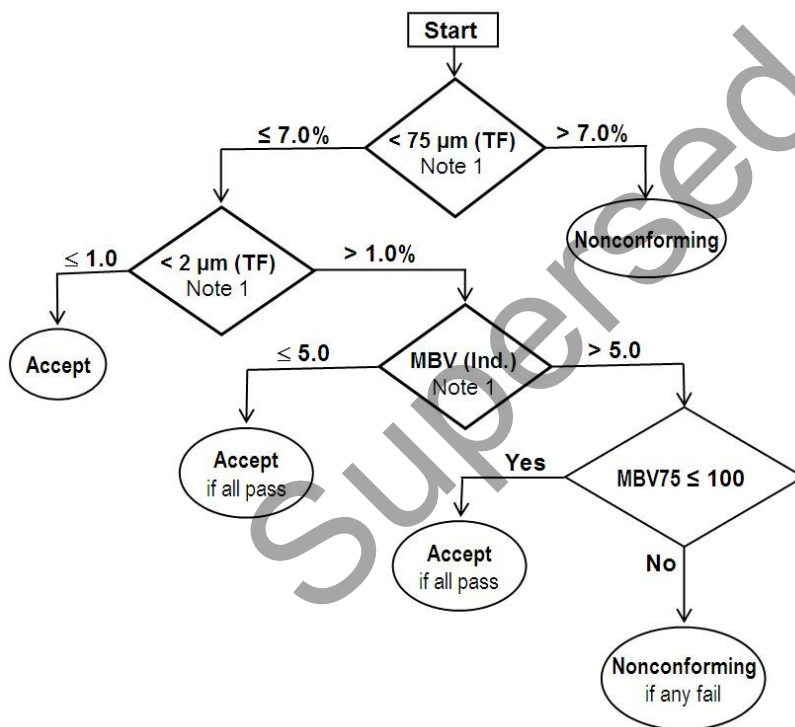 Start
< 75 µm (TF)
Note 1
≤ 7.0%
> 7.0%
Nonconforming
< 2 µm (TF)
Note 1
≤ 1.0
> 1.0%
Accept
MBV (Ind.)
Note 1
≤ 5.0
> 5.0
Accept
if all pass
MBV75 ≤ 100
Yes
Accept
if all pass
No
Nonconforming
if any fail
Supersed